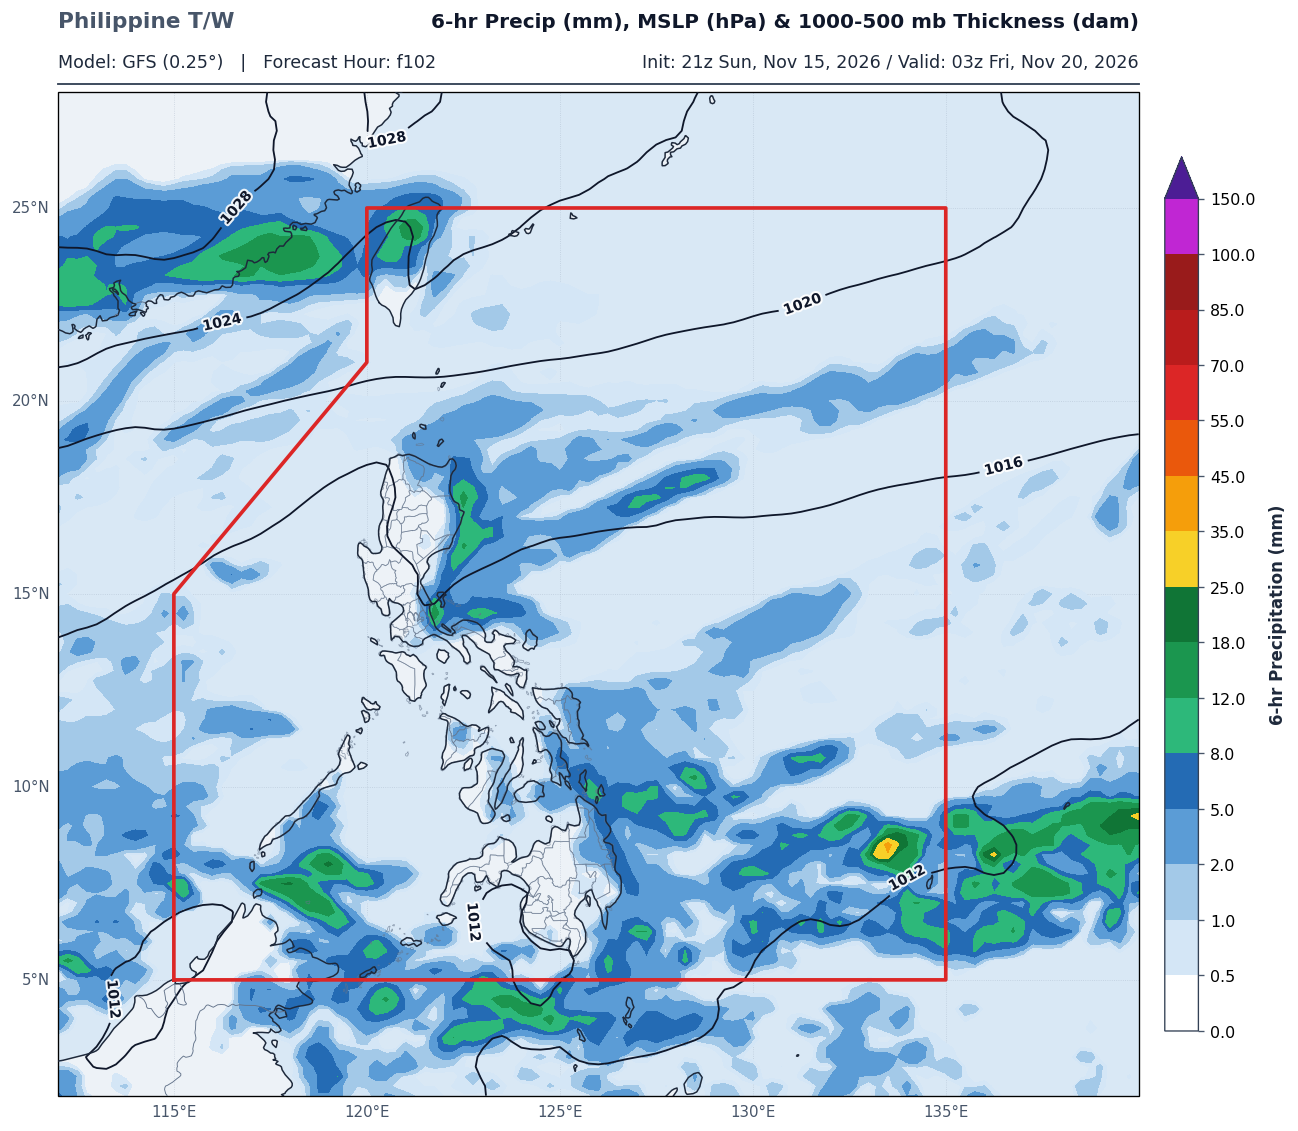 Philippine T/W
6-hr Precip (mm), MSLP (hPa) & 1000-500 mb Thickness (dam)
Model: GFS (0.25°) | Forecast Hour: f102
Init: 21z Sun, Nov 15, 2026 / Valid: 03z Fri, Nov 20, 2026
1028
1028
1024
1020
1016
1012
1012
1012
25°N
20°N
15°N
10°N
5°N
115°E
120°E
125°E
130°E
135°E
150.0
100.0
85.0
70.0
55.0
45.0
35.0
25.0
18.0
12.0
8.0
5.0
2.0
1.0
0.5
0.0
6-hr Precipitation (mm)